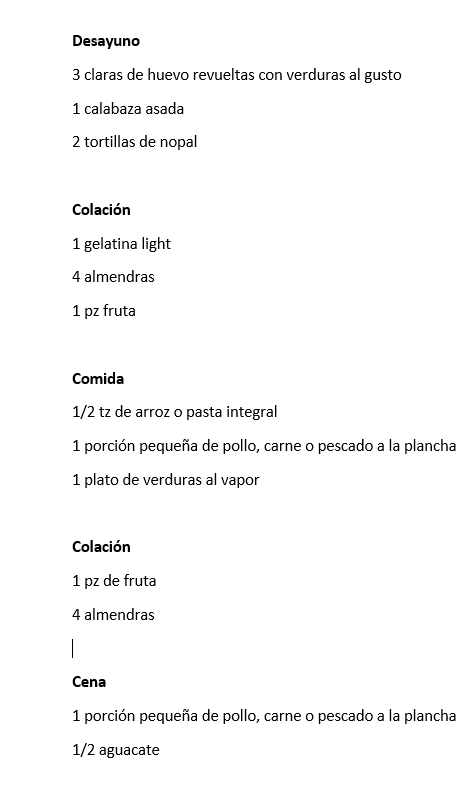 Desayuno
3 claras de huevo revueltas con verduras al gusto
1 calabaza asada
2 tortillas de nopal
Colación
1 gelatina light
4 almendras
1 pz fruta
Comida
1/2 tz de arroz o pasta integral
1 porción pequeña de pollo, carne o pescado a la plancha
1 plato de verduras al vapor
Colación
1 pz de fruta
4 almendras
Cena
1 porción pequeña de pollo, carne o pescado a la plancha
1/2 aguacate